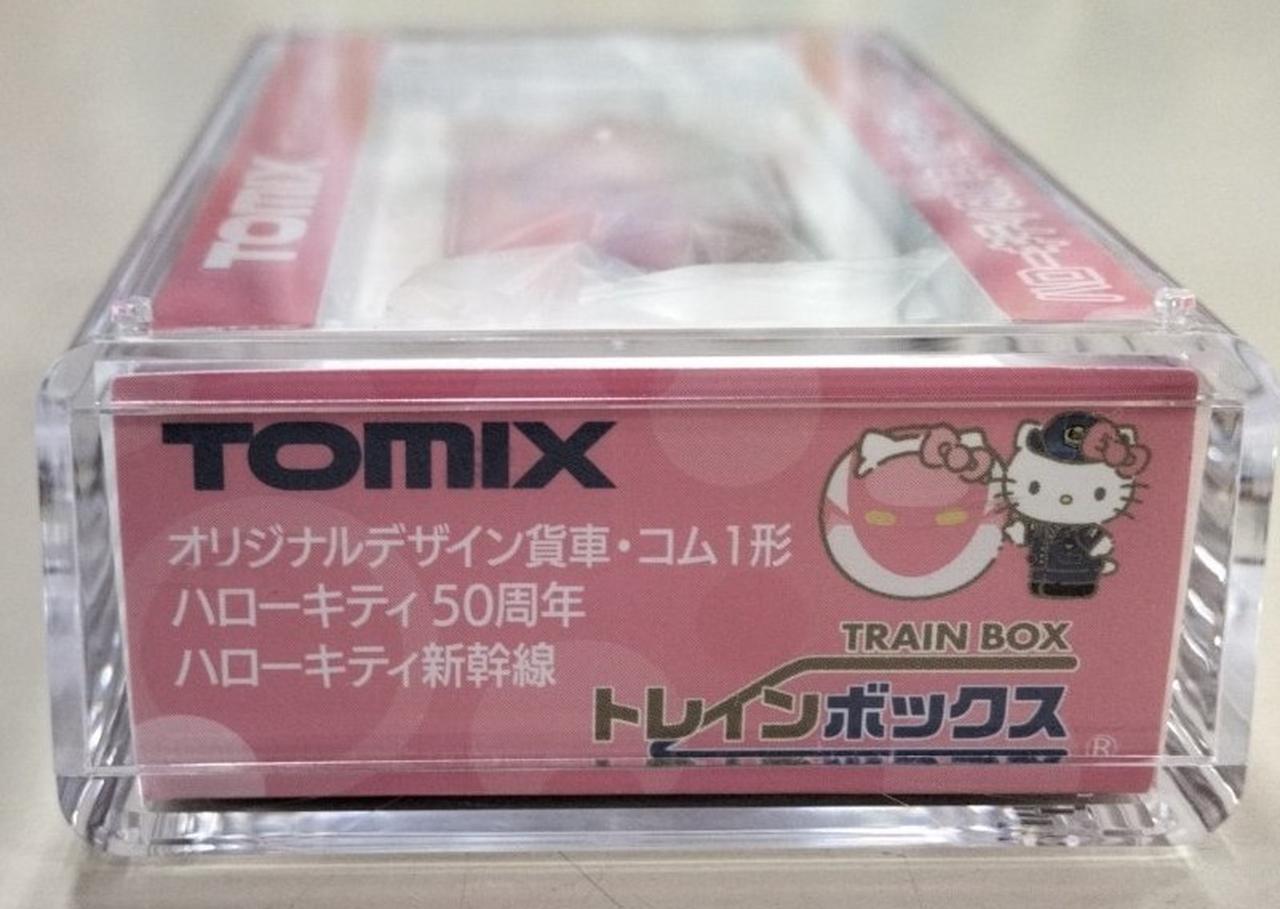 TOMIX
TOMIX
オリジナルデザイン貨車・コム1形
ハローキティ 50周年
ハローキティ新幹線
TRAIN BOX
トレインボックス
®